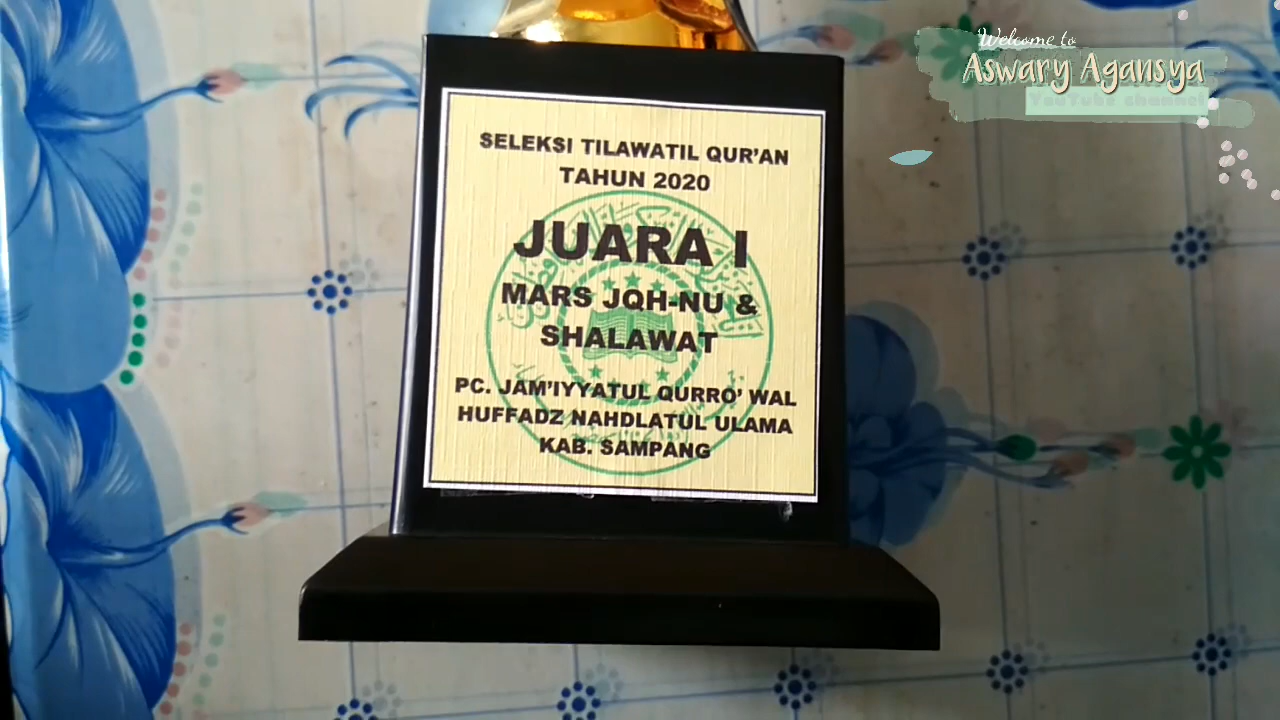 Welcome to
Aswary Agansya
YouTube Channel
SELEKSI TILAWATIL QUR'AN
TAHUN 2020
JUARA I
MARS JQH-NU &
SHALAWAT
PC. JAM'IYYATUL QURRO' WAL
HUFFADZ NAHDLATUL ULAMA
KAB. SAMPANG